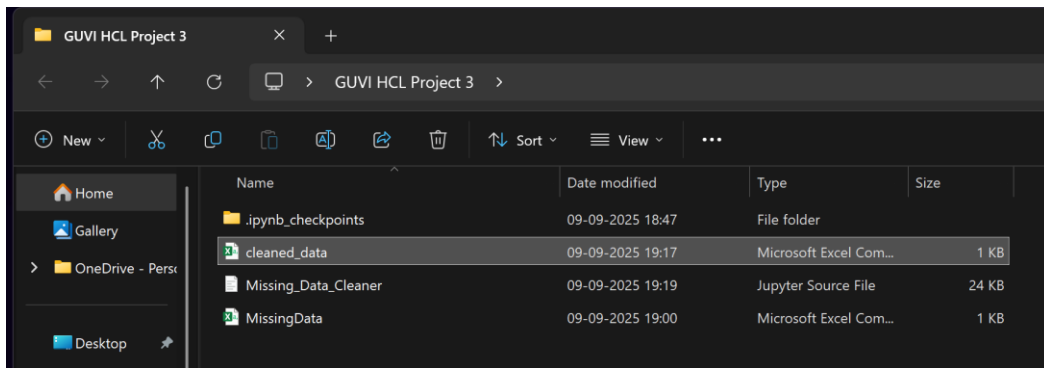 GUVI HCL Project 3
GUVI HCL Project 3
New Sort View
Name Date modified Type Size
Home
Gallery
OneDrive - Perso
Desktop
.ipynb_checkpoints 09-09-2025 18:47 File folder
cleaned_data 09-09-2025 19:17 Microsoft Excel Com... 1 KB
Missing_Data_Cleaner 09-09-2025 19:19 Jupyter Source File 24 KB
MissingData 09-09-2025 19:00 Microsoft Excel Com... 1 KB